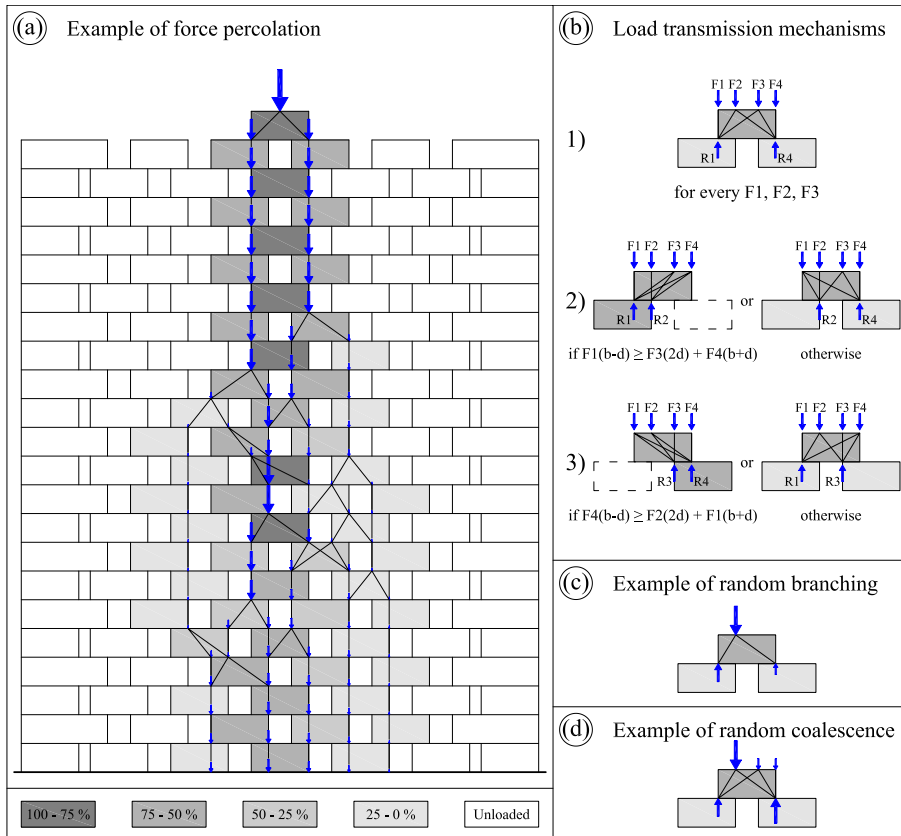 (a) Example of force percolation
100 - 75 %
75 - 50 %
50 - 25 %
25 - 0 %
Unloaded
(b) Load transmission mechanisms
F1 F2 F3 F4
1)
R1 R4
for every F1, F2, F3
F1 F2 F3 F4 F1 F2 F3 F4
2) or
R1 R2 R2 R4
if F1(b-d) ≥ F3(2d) + F4(b+d) otherwise
F1 F2 F3 F4 F1 F2 F3 F4
3) or
R3 R4 R1 R3
if F4(b-d) ≥ F2(2d) + F1(b+d) otherwise
(c) Example of random branching
(d) Example of random coalescence